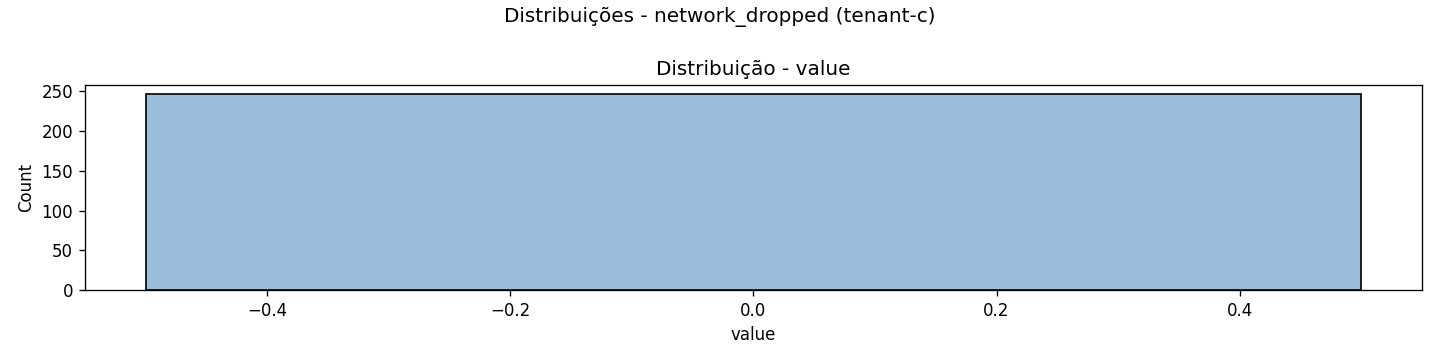 Distribuições - network_dropped (tenant-c)
Distribuição - value
250
200
150
100
50
0
Count
−0.4 −0.2 0.0 0.2 0.4
value